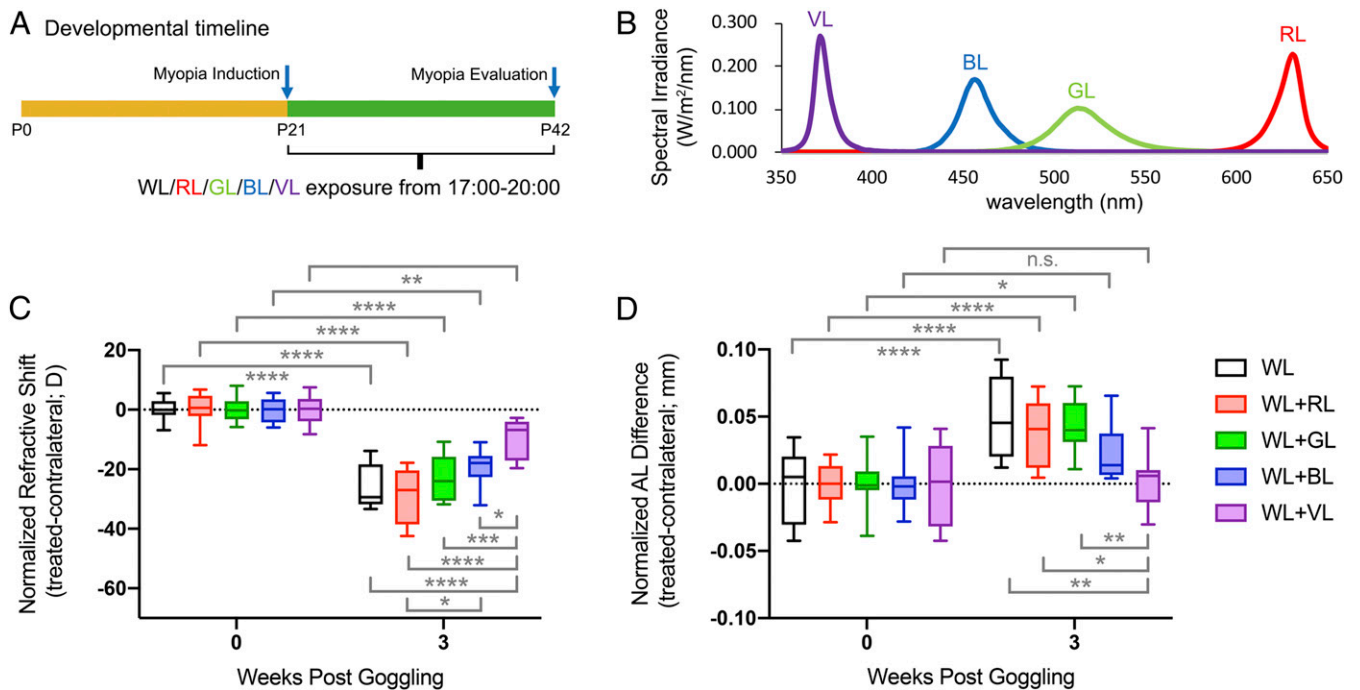 A Developmental timeline
Myopia Induction
Myopia Evaluation
P0
P21
P42
WL/RL/GL/BL/VL exposure from 17:00-20:00
B
Spectral Irradiance
(W/m²/nm)
0.300
0.200
0.100
0.000
VL
BL
GL
RL
350
400
450
500
550
600
650
wavelength (nm)
C
**
****
****
****
****
Normalized Refractive Shift
(treated-contralateral; D)
20
0
-20
-40
-60
*
***
****
****
*
0
3
Weeks Post Goggling
D
n.s.
*
****
****
****
Normalized AL Difference
(treated-contralateral, mm)
0.10
0.05
0.00
-0.05
-0.10
**
*
**
0
3
Weeks Post Goggling
WL
WL+RL
WL+GL
WL+BL
WL+VL